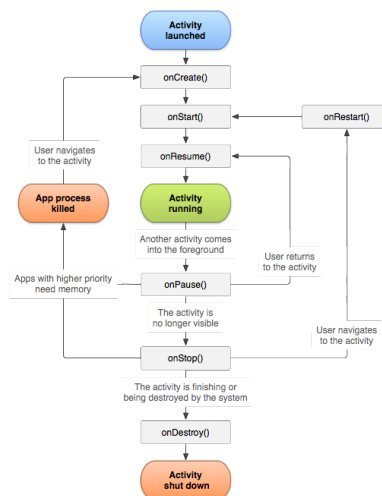 Activity
launched
onCreate()
onStart()
onRestart()
User navigates
to the activity
onResume()
App process
killed
Activity
running
Another activity comes
into the foreground
User returns
to the activity
Apps with higher priority
need memory
onPause()
The activity is
no longer visible
User navigates
to the activity
onStop()
The activity is finishing or
being destroyed by the system
onDestroy()
Activity
shut down